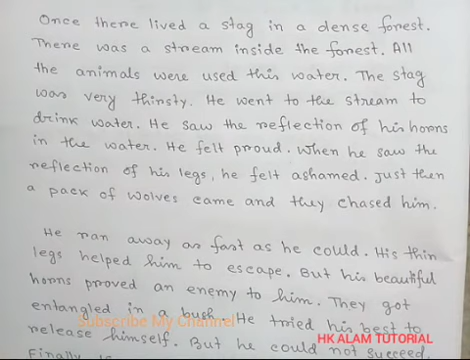 Once there lived a stag in a dense forest.
There was a stream inside the forest. All
the animals were used this water. The stag
was very thirsty. He went to the stream to
drink water. He saw the reflection of his horns
in the water. He felt proud. When he saw the
reflection of his legs, he felt ashamed. Just then
a pack of wolves came and they chased him.
He ran away as fast as he could. His thin
legs helped him to escape. But his beautiful
horns proved an enemy to him. They got
entangled in a bush. He tried his best to
Subscribe My Channel
release himself. But he could not succeed
HK ALAM TUTORIAL
Finally